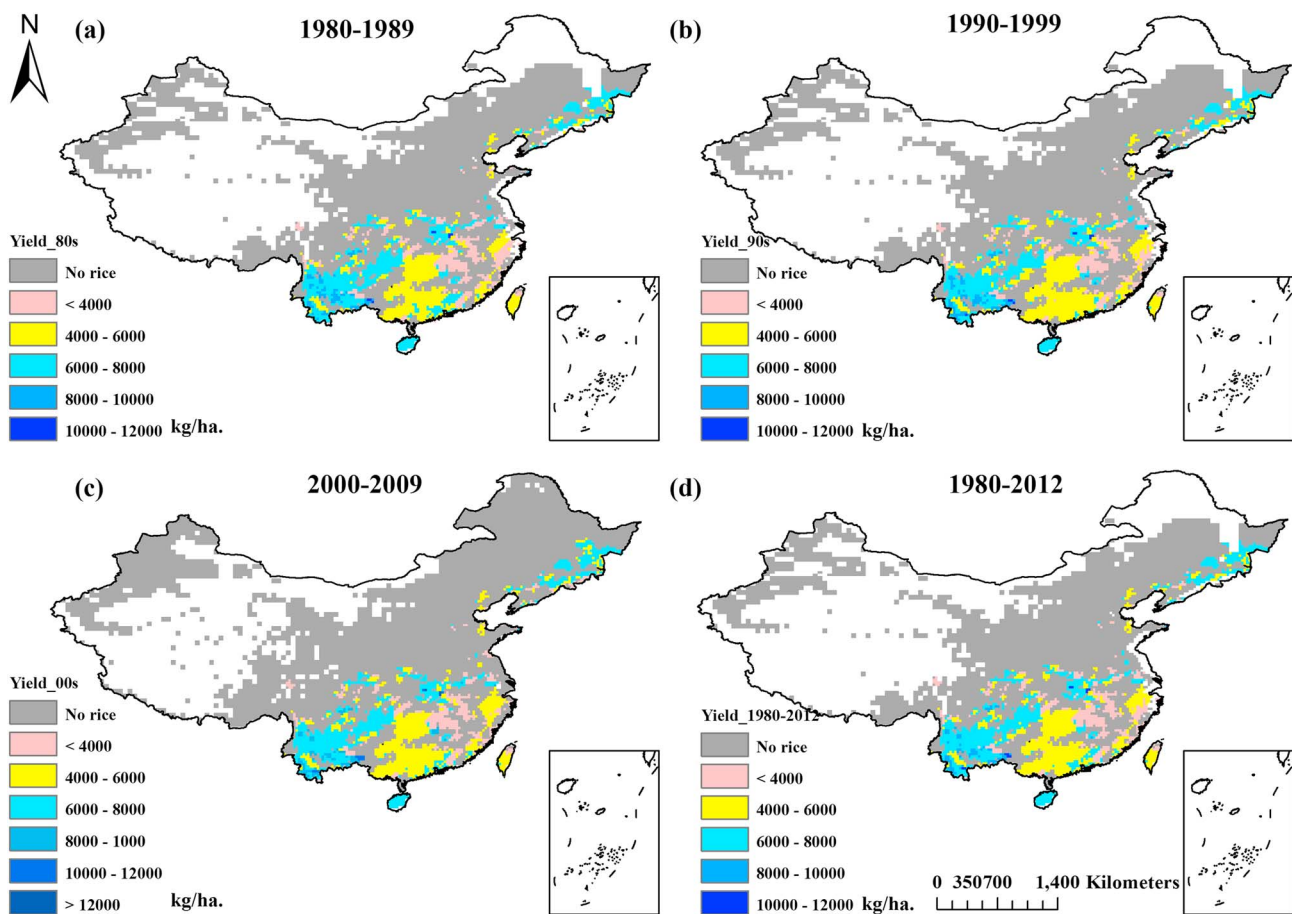 N
(a)
1980-1989
Yield_80s
No rice
< 4000
4000 - 6000
6000 - 8000
8000 - 10000
10000 - 12000 kg/ha.
(b)
1990-1999
Yield_90s
No rice
< 4000
4000 - 6000
6000 - 8000
8000 - 10000
10000 - 12000 kg/ha.
(c)
2000-2009
Yield_00s
No rice
< 4000
4000 - 6000
6000 - 8000
8000 - 1000
10000 - 12000
> 12000 kg/ha.
(d)
1980-2012
Yield_1980-2012
No rice
< 4000
4000 - 6000
6000 - 8000
8000 - 10000
10000 - 12000 kg/ha.
0 350700 1,400 Kilometers